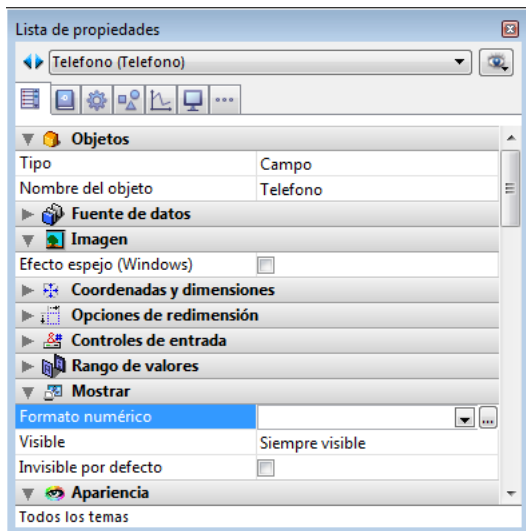 Lista de propiedades
Telefono (Telefono)
Objetos
Tipo Campo
Nombre del objeto Telefono
Fuente de datos
Imagen
Efecto espejo (Windows)
Coordenadas y dimensiones
Opciones de redimensión
Controles de entrada
Rango de valores
Mostrar
Formato numérico ...
Visible Siempre visible
Invisible por defecto
Apariencia
Todos los temas